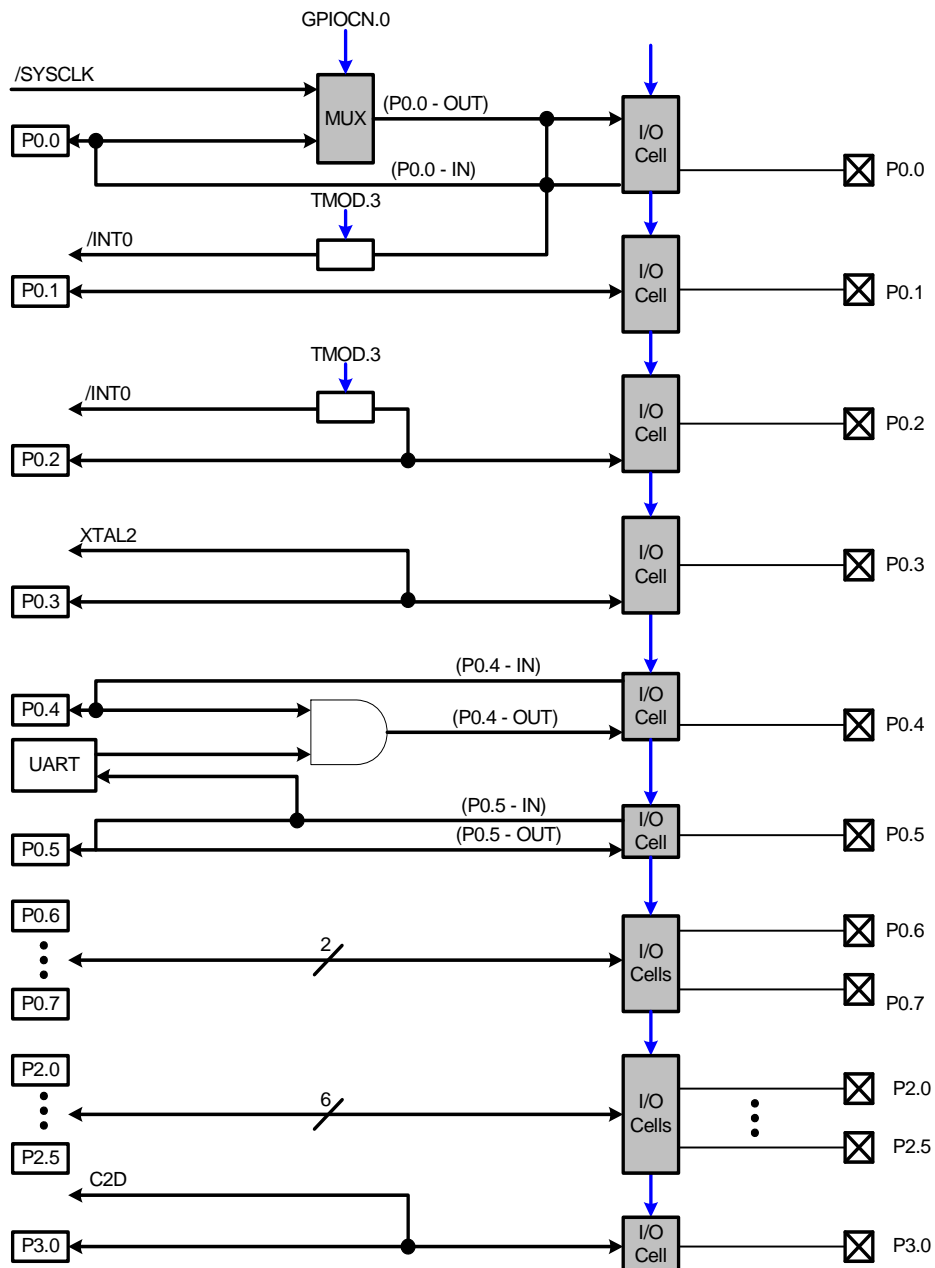 GPIOCN.0
/SYSCLK
MUX
(P0.0 - OUT)
I/O
Cell
P0.0
(P0.0 - IN)
P0.0
TMOD.3
/INT0
I/O
Cell
P0.1
P0.1
TMOD.3
/INT0
I/O
Cell
P0.2
P0.2
XTAL2
I/O
Cell
P0.3
P0.3
(P0.4 - IN)
I/O
Cell
P0.4
(P0.4 - OUT)
P0.4
UART
(P0.5 - IN)
I/O
Cell
(P0.5 - OUT)
P0.5
P0.5
P0.6
P0.6
2
I/O
Cells
P0.7
P0.7
P2.0
P2.0
6
I/O
Cells
P2.5
P2.5
C2D
I/O
Cell
P3.0
P3.0